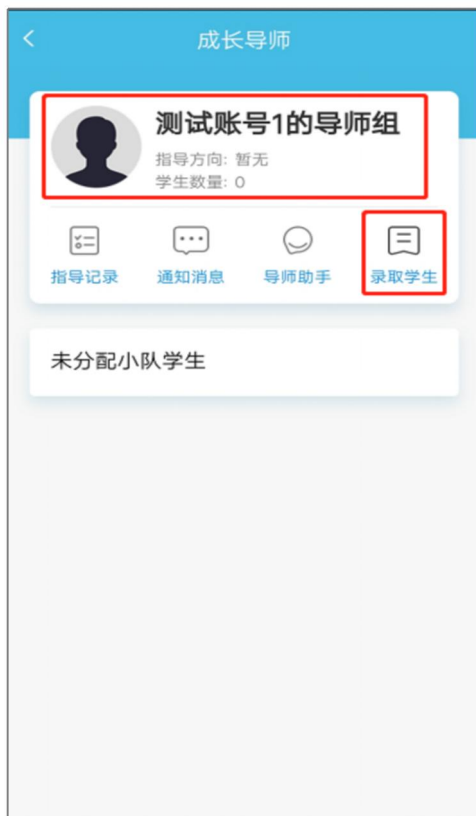 成长导师
测试账号1的导师组
指导方向: 暂无
学生数量: 0
指导记录 通知消息 导师助手 录取学生
未分配小队学生